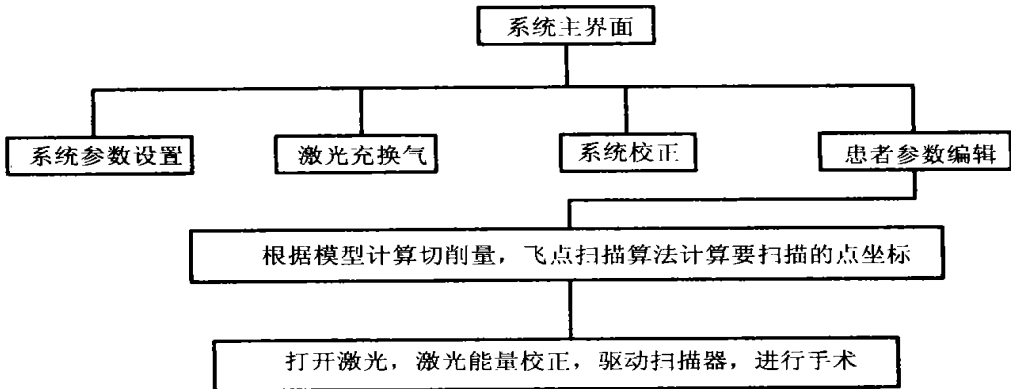 系统主界面
系统参数设置
激光充换气
系统校正
患者参数编辑
根据模型计算切削量，飞点扫描算法计算要扫描的点坐标
打开激光，激光能量校正，驱动扫描器，进行手术